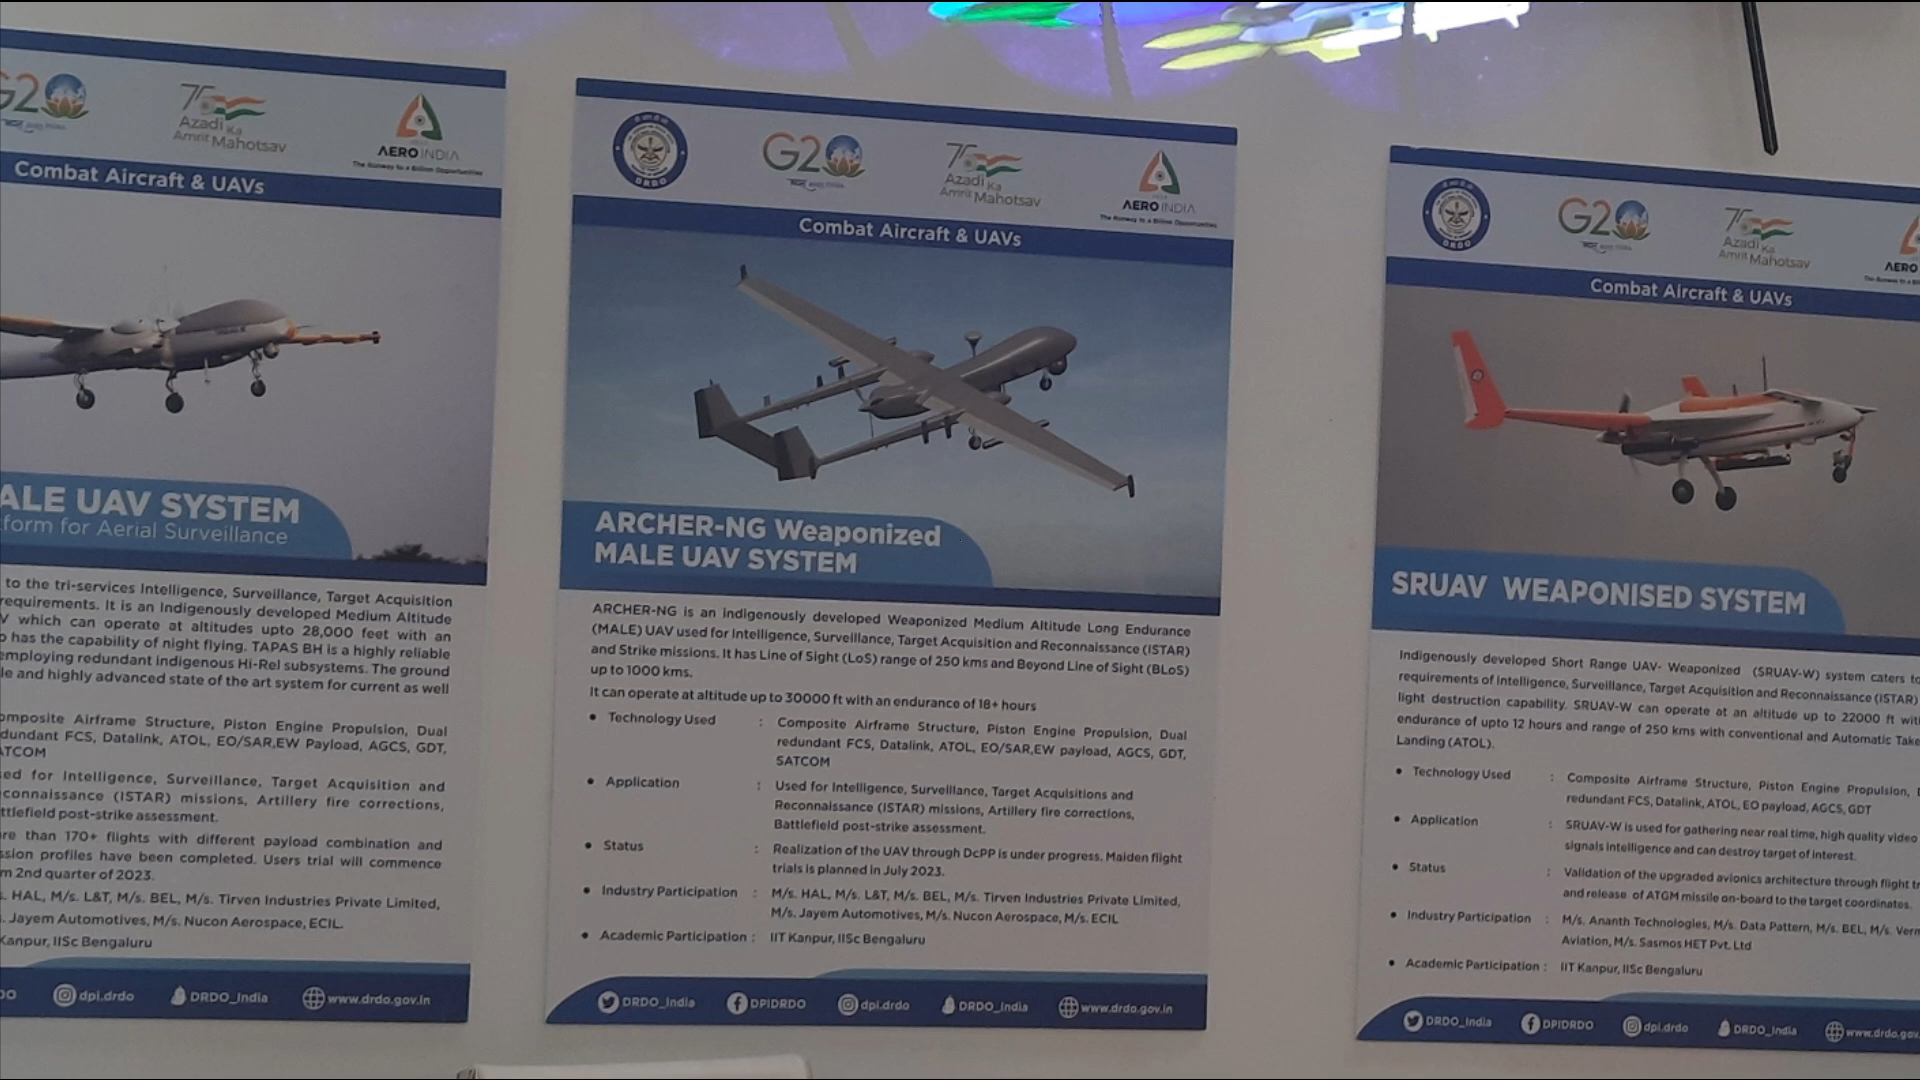 G20
75
Azadi Ka
Amrit Mahotsav
AERO INDIA
The Runway to a Billion Opportunities
Combat Aircraft & UAVs
ALE UAV SYSTEM
form for Aerial Surveillance
to the tri-services Intelligence, Surveillance, Target Acquisition
requirements. It is an Indigenously developed Medium Altitude
V which can operate at altitudes upto 28,000 feet with an
o has the capability of night flying. TAPAS BH is a highly reliable
employing redundant indigenous Hi-Rel subsystems. The ground
le and highly advanced state of the art system for current as well
omposite Airframe Structure, Piston Engine Propulsion, Dual
dundant FCS, Datalink, ATOL, EO/SAR,EW Payload, AGCS, GDT,
ATCOM
sed for Intelligence, Surveillance, Target Acquisition and
connaissance (ISTAR) missions, Artillery fire corrections,
ttlefield post-strike assessment.
re than 170+ flights with different payload combination and
ssion profiles have been completed. Users trial will commence
m 2nd quarter of 2023.
. HAL, M/s. L&T, M/s. BEL, M/s. Tirven Industries Private Limited,
. Jayem Automotives, M/s. Nucon Aerospace, ECIL.
Kanpur, IISc Bengaluru
DO dpi.drdo DRDO_India www.drdo.gov.in
DRDO
G20
75
Azadi Ka
Amrit Mahotsav
AERO INDIA
The Runway to a Billion Opportunities
Combat Aircraft & UAVs
ARCHER-NG Weaponized
MALE UAV SYSTEM
ARCHER-NG is an indigenously developed Weaponized Medium Altitude Long Endurance
(MALE) UAV used for Intelligence, Surveillance, Target Acquisition and Reconnaissance (ISTAR)
and Strike missions. It has Line of Sight (LoS) range of 250 kms and Beyond Line of Sight (BLoS)
up to 1000 kms.
It can operate at altitude up to 30000 ft with an endurance of 18+ hours
• Technology Used : Composite Airframe Structure, Piston Engine Propulsion, Dual
redundant FCS, Datalink, ATOL, EO/SAR,EW payload, AGCS, GDT,
SATCOM
• Application : Used for Intelligence, Surveillance, Target Acquisitions and
Reconnaissance (ISTAR) missions, Artillery fire corrections,
Battlefield post-strike assessment.
• Status : Realization of the UAV through DcPP is under progress. Maiden flight
trials is planned in July 2023.
• Industry Participation : M/s. HAL, M/s. L&T, M/s. BEL, M/s. Tirven Industries Private Limited,
M/s. Jayem Automotives, M/s. Nucon Aerospace, M/s. ECIL
• Academic Participation : IIT Kanpur, IISc Bengaluru
DRDO_India DPIDRDO dpi.drdo DRDO_India www.drdo.gov.in
DRDO
G20
75
Azadi Ka
Amrit Mahotsav
AERO
Combat Aircraft & UAVs
SRUAV WEAPONISED SYSTEM
Indigenously developed Short Range UAV- Weaponized (SRUAV-W) system caters to
requirements of Intelligence, Surveillance, Target Acquisition and Reconnaissance (ISTAR)
light destruction capability. SRUAV-W can operate at an altitude up to 22000 ft wit
endurance of upto 12 hours and range of 250 kms with conventional and Automatic Take
Landing (ATOL).
• Technology Used : Composite Airframe Structure, Piston Engine Propulsion,
redundant FCS, Datalink, ATOL, EO payload, AGCS, GDT
• Application : SRUAV-W is used for gathering near real time, high quality video
signals intelligence and can destroy target of interest.
• Status : Validation of the upgraded avionics architecture through flight tr
and release of ATGM missile on-board to the target coordinates.
• Industry Participation : M/s. Ananth Technologies, M/s. Data Pattern, M/s. BEL, M/s. Verm
Aviation, M/s. Sasmos HET Pvt. Ltd
• Academic Participation : IIT Kanpur, IISc Bengaluru
DRDO_India DPIDRDO dpi.drdo DRDO_India www.drdo.gov